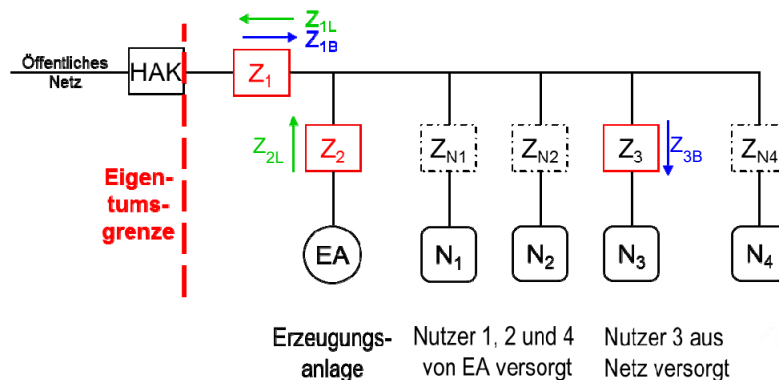 Z1L
Z1B
Öffentliches
Netz
HAK
Z1
Z2L
Z2
ZN1
ZN2
Z3
Z3B
ZN4
Eigen-
tums-
grenze
EA
N1
N2
N3
N4
Erzeugungs-
anlage
Nutzer 1, 2 und 4
von EA versorgt
Nutzer 3 aus
Netz versorgt